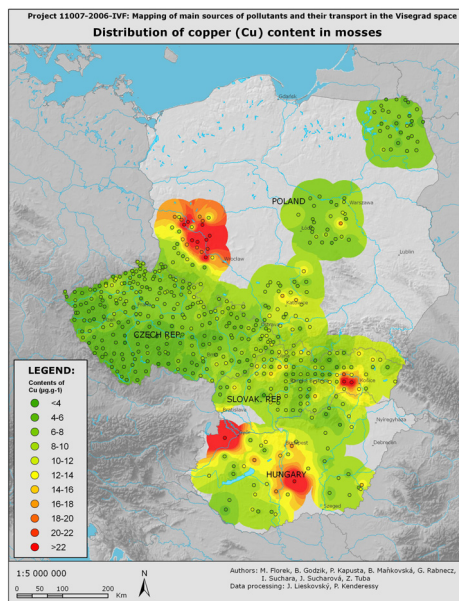 Project 11007-2006-IVF: Mapping of main sources of pollutants and their transport in the Visegrad space
Distribution of copper (Cu) content in mosses
Gdańsk
POLAND
Warszawa
Łódź
Lublin
Wrocław
CZECH REP.
Košice
SLOVAK. REP.
Bratislava
Nyíregyháza
Debrecen
HUNGARY
Szeged
LEGEND:
Contents of
Cu (µg.g-1)
<4
4-6
6-8
8-10
10-12
12-14
14-16
16-18
18-20
20-22
>22
1:5 000 000
0 50 100 200
Km
N
Authors: M. Florek, B. Godzik, P. Kapusta, B. Maňkovská, G. Rabnecz,
I. Suchara, J. Sucharová, Z. Tuba
Data processing: J. Lieskovský, P. Kenderessy